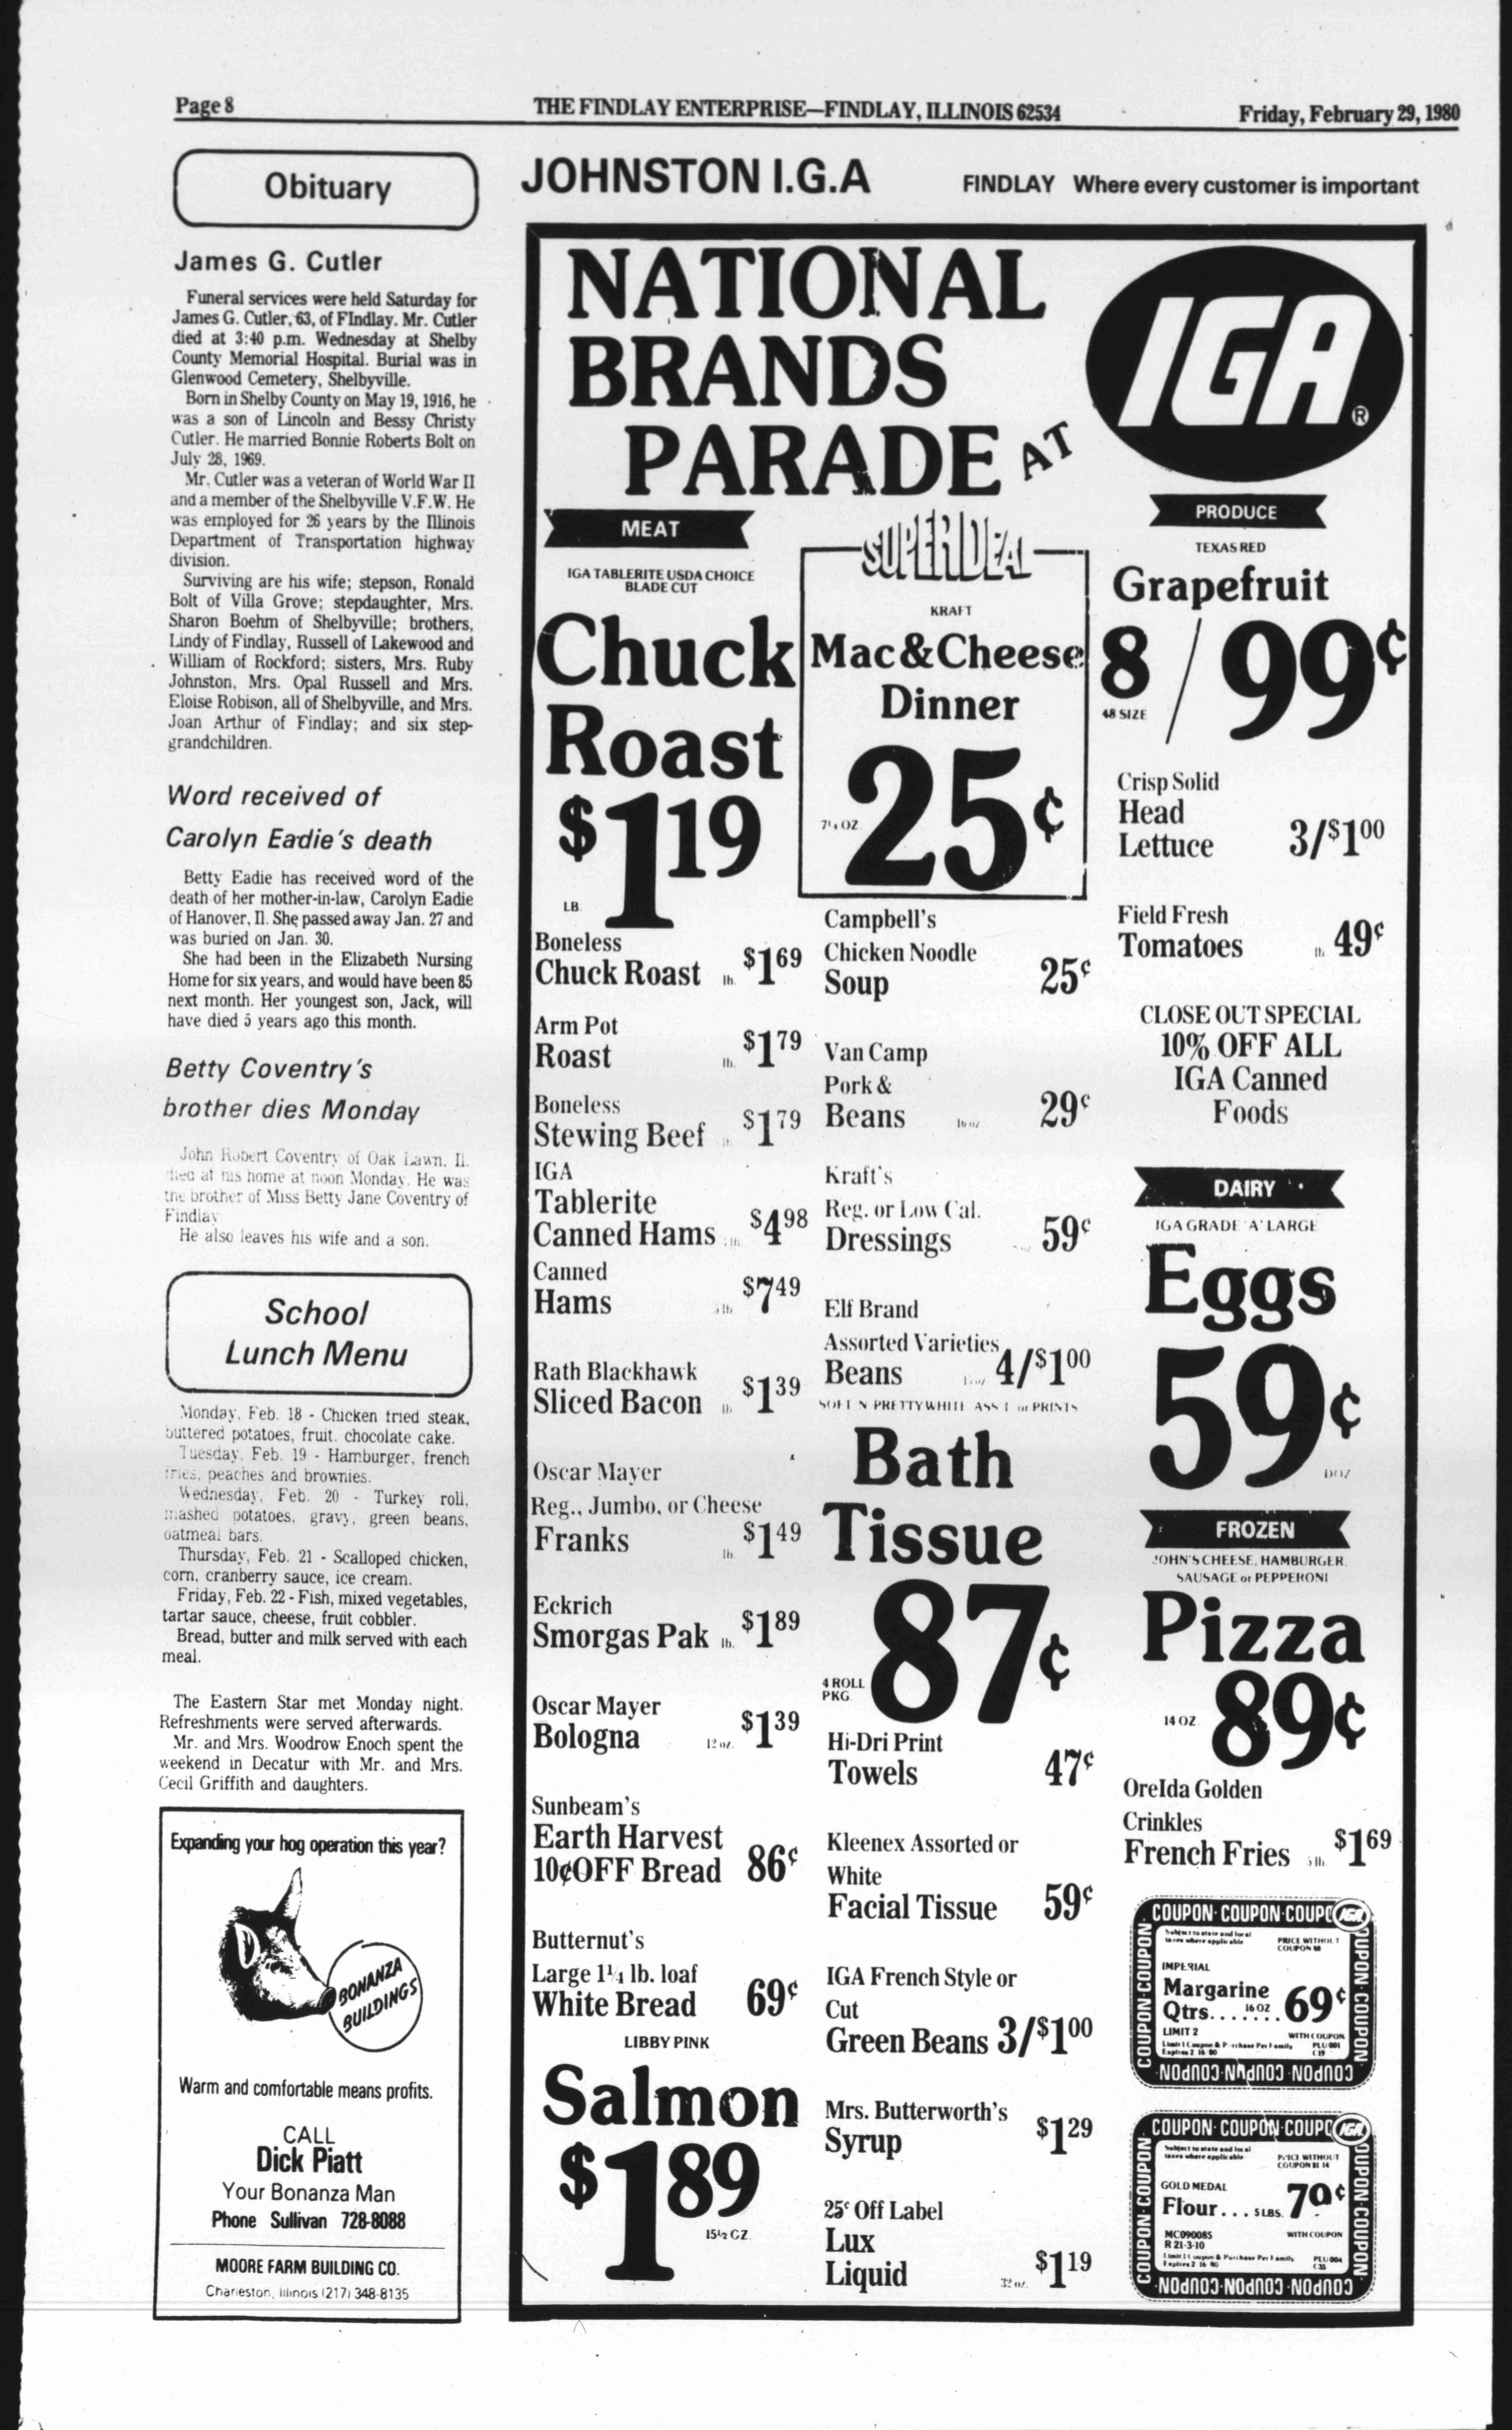 Page 8
THE FINDLAY ENTERPRISE—FINDLAY, ILLINOIS 62534
Friday, February 29, 1980
Obituary
James G. Cutler
Funeral services were held Saturday for
James G. Cutler, 63, of FIndlay. Mr. Cutler
died at 3:40 p.m. Wednesday at Shelby
County Memorial Hospital. Burial was in
Glenwood Cemetery, Shelbyville.
Born in Shelby County on May 19, 1916, he
was a son of Lincoln and Bessy Christy
Cutler. He married Bonnie Roberts Bolt on
July 28, 1969.
Mr. Cutler was a veteran of World War II
and a member of the Shelbyville V.F.W. He
was employed for 26 years by the Illinois
Department of Transportation highway
division.
Surviving are his wife; stepson, Ronald
Bolt of Villa Grove; stepdaughter, Mrs.
Sharon Boehm of Shelbyville; brothers,
Lindy of Findlay, Russell of Lakewood and
William of Rockford; sisters, Mrs. Ruby
Johnston, Mrs. Opal Russell and Mrs.
Eloise Robison, all of Shelbyville, and Mrs.
Joan Arthur of Findlay; and six step-
grandchildren.
Word received of
Carolyn Eadie's death
Betty Eadie has received word of the
death of her mother-in-law, Carolyn Eadie
of Hanover, Il. She passed away Jan. 27 and
was buried on Jan. 30.
She had been in the Elizabeth Nursing
Home for six years, and would have been 85
next month. Her youngest son, Jack, will
have died 5 years ago this month.
Betty Coventry's
brother dies Monday
John Robert Coventry of Oak Lawn, Il.
died at his home at noon Monday. He was
the brother of Miss Betty Jane Coventry of
Findlay
He also leaves his wife and a son.
School
Lunch Menu
Monday, Feb. 18 - Chicken fried steak,
buttered potatoes, fruit, chocolate cake.
Tuesday, Feb. 19 - Hamburger, french
fries, peaches and brownies.
Wednesday, Feb. 20 - Turkey roll,
mashed potatoes, gravy, green beans,
oatmeal bars.
Thursday, Feb. 21 - Scalloped chicken,
corn, cranberry sauce, ice cream.
Friday, Feb. 22 - Fish, mixed vegetables,
tartar sauce, cheese, fruit cobbler.
Bread, butter and milk served with each
meal.
The Eastern Star met Monday night.
Refreshments were served afterwards.
Mr. and Mrs. Woodrow Enoch spent the
weekend in Decatur with Mr. and Mrs.
Cecil Griffith and daughters.
Expanding your hog operation this year?
BONANZA
BUILDINGS
Warm and comfortable means profits.
CALL
Dick Piatt
Your Bonanza Man
Phone Sullivan 728-8088
MOORE FARM BUILDING CO.
Charleston, Illinois (217) 348-8135
JOHNSTON I.G.A
FINDLAY Where every customer is important
NATIONAL
BRANDS
PARADE AT
IGA®
MEAT
IGA TABLERITE USDA CHOICE
BLADE CUT
Chuck
Roast
$1 19
LB
Boneless
Chuck Roast lb. $1 69
Arm Pot
Roast lb. $1 79
Boneless
Stewing Beef $1 79
IGA
Tablerite
Canned Hams $4 98
Canned
Hams 5 lb. $7 49
Rath Blackhawk
Sliced Bacon lb. $1 39
Oscar Mayer
Reg., Jumbo, or Cheese
Franks lb. $1 49
Eckrich
Smorgas Pak lb. $1 89
Oscar Mayer
Bologna 12 oz. $1 39
Sunbeam's
Earth Harvest
10¢ OFF Bread 86¢
Butternut's
Large 1¼ lb. loaf
White Bread 69¢
LIBBY PINK
Salmon
$1 89
15½ OZ.
SUPER DEAL
KRAFT
Mac&Cheese
Dinner
7¼ OZ. 25¢
Campbell's
Chicken Noodle
Soup 25¢
Van Camp
Pork &
Beans 16 oz 29¢
Kraft's
Reg. or Low Cal.
Dressings 59¢
Elf Brand
Assorted Varieties
Beans 4/$1 00
SOFT N PRETTY WHITE ASS'T or PRINTS
Bath
Tissue
87¢
4 ROLL
PKG.
Hi-Dri Print
Towels 47¢
Kleenex Assorted or
White
Facial Tissue 59¢
IGA French Style or
Cut
Green Beans 3/$1 00
Mrs. Butterworth's
Syrup $1 29
25¢ Off Label
Lux
Liquid 32 oz. $1 19
PRODUCE
TEXAS RED
Grapefruit
8/99¢
48 SIZE
Crisp Solid
Head
Lettuce 3/$1 00
Field Fresh
Tomatoes lb. 49¢
CLOSE OUT SPECIAL
10% OFF ALL
IGA Canned
Foods
DAIRY
IGA GRADE 'A' LARGE
Eggs
59¢
DOZ
FROZEN
JOHN'S CHEESE, HAMBURGER,
SAUSAGE or PEPPERONI
Pizza
14 OZ. 89¢
OreIda Golden
Crinkles
French Fries 5 lb. $1 69
COUPON·COUPON·COUPON IGA
Subject to state and local
taxes where applicable
PRICE WITHOUT
COUPON
IMPERIAL
Margarine
Qtrs....... 16 OZ 69¢
LIMIT 2
WITH COUPON
Limit 1 Coupon & Purchase Per Family
Expires 2 16 80
PLU 001
C19
COUPON·COUPON·COUPON
COUPON·COUPON·COUPON IGA
Subject to state and local
taxes where applicable
PRICE WITHOUT
COUPON $1 14
GOLD MEDAL
Flour... 5 LBS.
WITH COUPON
MC090085
R 21-3-10
Limit 1 Coupon & Purchase Per Family
Expires 2 16 80
PLU 004
C35
COUPON·COUPON·COUPON